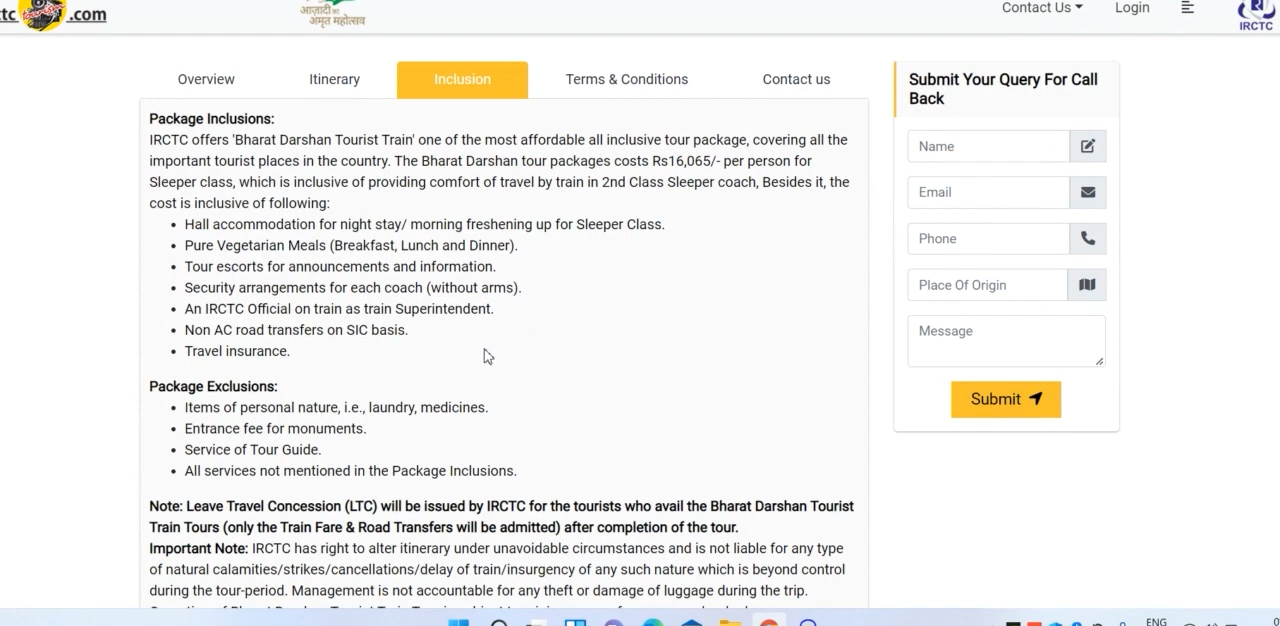 tc
.com
आज़ादी का
अमृत महोत्सव
Contact Us
Login
IRCTC
Overview
Itinerary
Inclusion
Terms & Conditions
Contact us
Package Inclusions:
IRCTC offers 'Bharat Darshan Tourist Train' one of the most affordable all inclusive tour package, covering all the
important tourist places in the country. The Bharat Darshan tour packages costs Rs16,065/- per person for
Sleeper class, which is inclusive of providing comfort of travel by train in 2nd Class Sleeper coach, Besides it, the
cost is inclusive of following:
• Hall accommodation for night stay/ morning freshening up for Sleeper Class.
• Pure Vegetarian Meals (Breakfast, Lunch and Dinner).
• Tour escorts for announcements and information.
• Security arrangements for each coach (without arms).
• An IRCTC Official on train as train Superintendent.
• Non AC road transfers on SIC basis.
• Travel insurance.
Package Exclusions:
• Items of personal nature, i.e., laundry, medicines.
• Entrance fee for monuments.
• Service of Tour Guide.
• All services not mentioned in the Package Inclusions.
Note: Leave Travel Concession (LTC) will be issued by IRCTC for the tourists who avail the Bharat Darshan Tourist
Train Tours (only the Train Fare & Road Transfers will be admitted) after completion of the tour.
Important Note: IRCTC has right to alter itinerary under unavoidable circumstances and is not liable for any type
of natural calamities/strikes/cancellations/delay of train/insurgency of any such nature which is beyond control
during the tour-period. Management is not accountable for any theft or damage of luggage during the trip.
Submit Your Query For Call
Back
Name
Email
Phone
Place Of Origin
Message
Submit
ENG